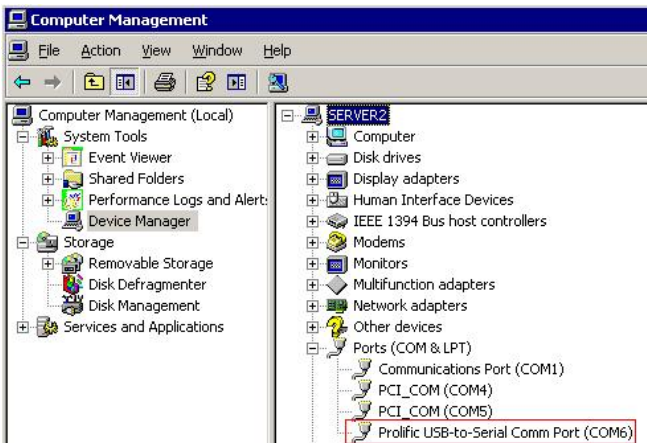 Computer Management
File Action View Window Help
Computer Management (Local)
System Tools
Event Viewer
Shared Folders
Performance Logs and Alert
Device Manager
Storage
Removable Storage
Disk Defragmenter
Disk Management
Services and Applications
SERVER2
Computer
Disk drives
Display adapters
Human Interface Devices
IEEE 1394 Bus host controllers
Modems
Monitors
Multifunction adapters
Network adapters
Other devices
Ports (COM & LPT)
Communications Port (COM1)
PCI_COM (COM4)
PCI_COM (COM5)
Prolific USB-to-Serial Comm Port (COM6)